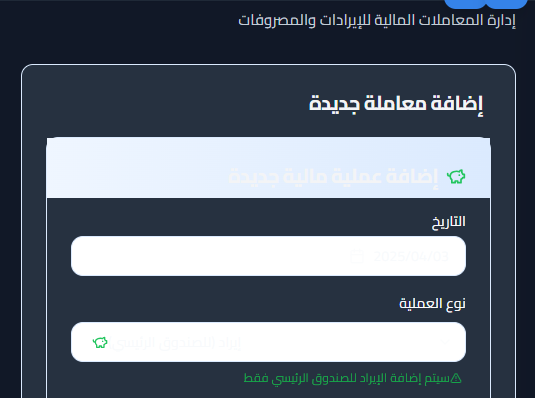 إدارة المعاملات المالية للإيرادات والمصروفات
إضافة معاملة جديدة
إضافة عملية مالية جديدة
التاريخ
نوع العملية
إيراد الصندوق الرئيسي
سيتم إضافة الإيراد للصندوق الرئيسي فقط